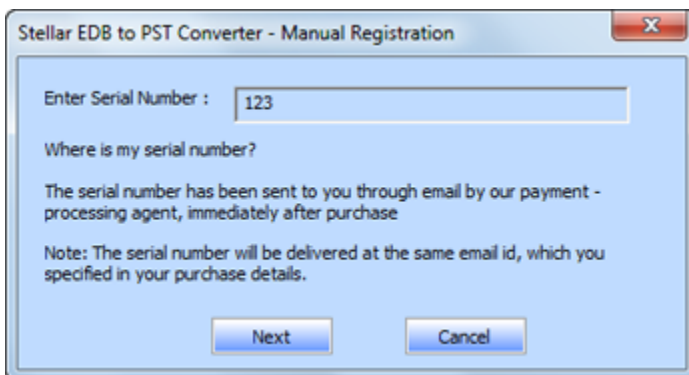 Stellar EDB to PST Converter - Manual Registration
Enter Serial Number : 123
Where is my serial number?
The serial number has been sent to you through email by our payment -
processing agent, immediately after purchase
Note: The serial number will be delivered at the same email id, which you
specified in your purchase details.
Next Cancel